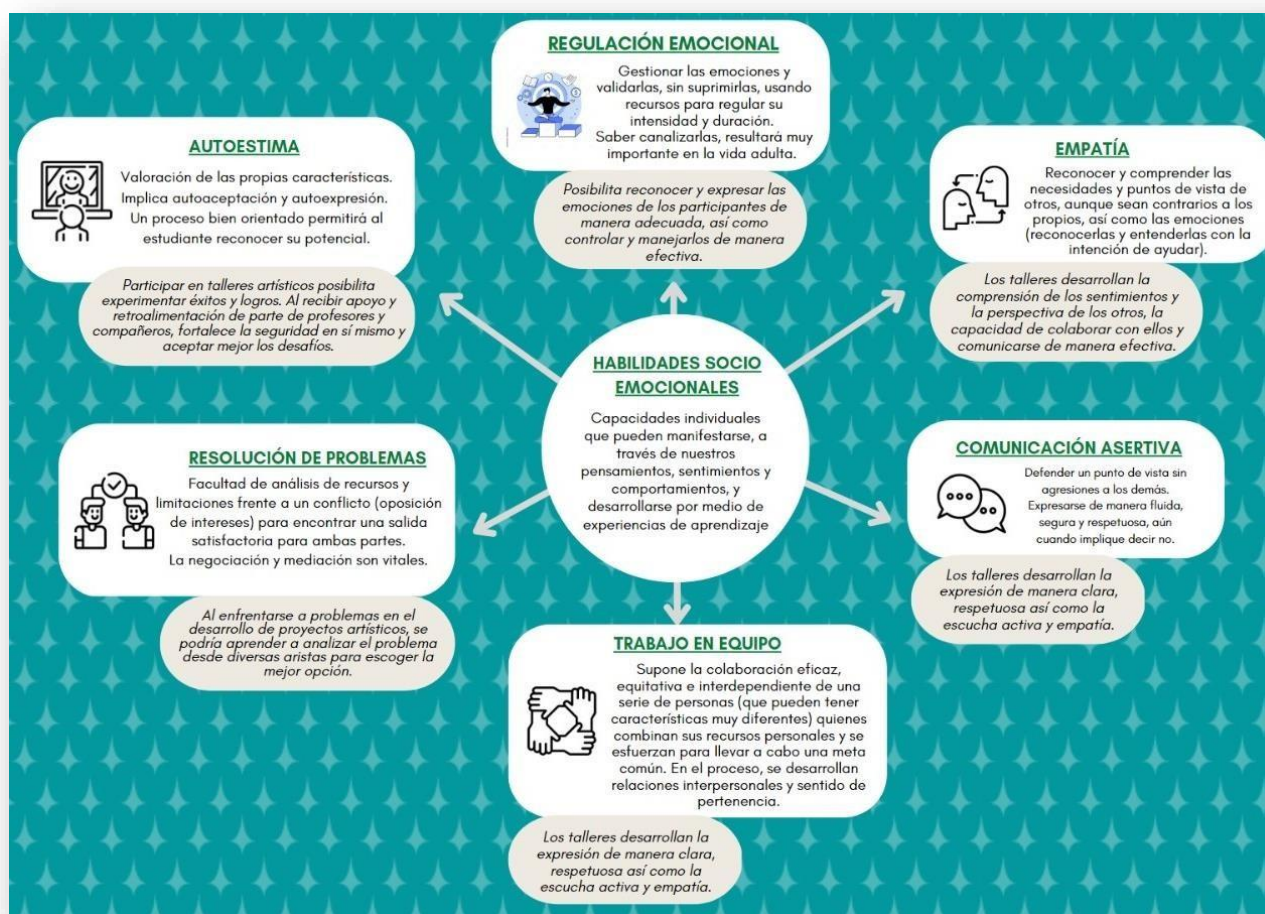 REGULACIÓN EMOCIONAL
Gestionar las emociones y
validarlas, sin suprimirlas, usando
recursos para regular su
intensidad y duración.
Saber canalizarlas, resultará muy
importante en la vida adulta.
Posibilita reconocer y expresar las
emociones de los participantes de
manera adecuada, así como
controlar y manejarlos de manera
efectiva.
AUTOESTIMA
Valoración de las propias características.
Implica autoaceptación y autoexpresión.
Un proceso bien orientado permitirá al
estudiante reconocer su potencial.
Participar en talleres artísticos posibilita
experimentar éxitos y logros. Al recibir apoyo y
retroalimentación de parte de profesores y
compañeros, fortalece la seguridad en sí mismo y
aceptar mejor los desafíos.
EMPATÍA
Reconocer y comprender las
necesidades y puntos de vista de
otros, aunque sean contrarios a los
propios, así como las emociones
(reconocerlas y entenderlas con la
intención de ayudar).
Los talleres desarrollan la
comprensión de los sentimientos y
la perspectiva de los otros, la
capacidad de colaborar con ellos y
comunicarse de manera efectiva.
HABILIDADES SOCIO
EMOCIONALES
Capacidades individuales
que pueden manifestarse, a
través de nuestros
pensamientos, sentimientos y
comportamientos, y
desarrollarse por medio de
experiencias de aprendizaje
RESOLUCIÓN DE PROBLEMAS
Facultad de análisis de recursos y
limitaciones frente a un conflicto (oposición
de intereses) para encontrar una salida
satisfactoria para ambas partes.
La negociación y mediación son vitales.
Al enfrentarse a problemas en el
desarrollo de proyectos artísticos, se
podría aprender a analizar el problema
desde diversas aristas para escoger la
mejor opción.
COMUNICACIÓN ASERTIVA
Defender un punto de vista sin
agresiones a los demás.
Expresarse de manera fluida,
segura y respetuosa, aún
cuando implique decir no.
Los talleres desarrollan la
expresión de manera clara,
respetuosa así como la
escucha activa y empatía.
TRABAJO EN EQUIPO
Supone la colaboración eficaz,
equitativa e interdependiente de una
serie de personas (que pueden tener
características muy diferentes) quienes
combinan sus recursos personales y se
esfuerzan para llevar a cabo una meta
común. En el proceso, se desarrollan
relaciones interpersonales y sentido de
pertenencia.
Los talleres desarrollan la
expresión de manera clara,
respetuosa así como la
escucha activa y empatía.